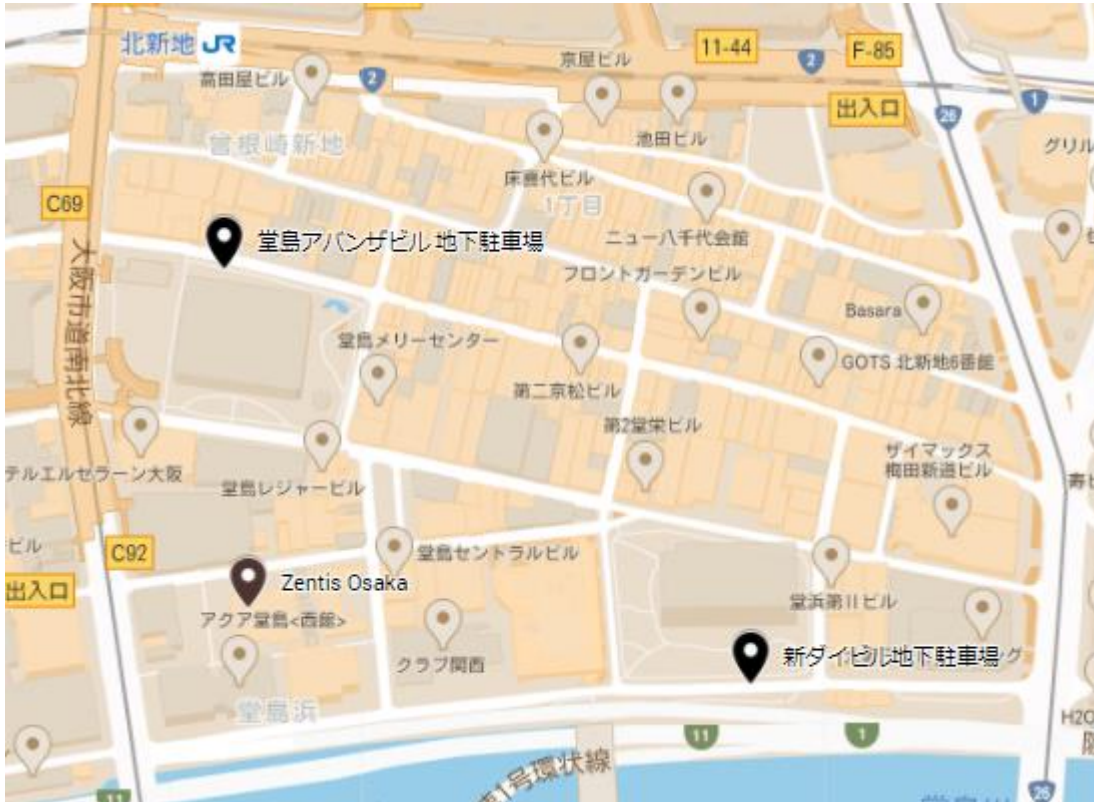 北新地 JR
11-44
2
F-85
京屋ビル
高田屋ビル
2
出入口
26
1
池田ビル
曾根崎新地
グリル
床喜代ビル
1丁目
C69
堂島アバンザビル 地下駐車場
ニュー八千代会館
大阪市道南北線
フロントガーデンビル
Basara
堂島メリーセンター
GOTS 北新地6番館
第二京松ビル
第2堂栄ビル
ザイマックス
梅田新道ビル
テルエルセラーン大阪
堂島レジャービル
ビル
C92
堂島セントラルビル
出入口
Zentis Osaka
アクア堂島<西館>
堂浜第IIビル
クラブ関西
新ダイビル地下駐車場
グ
堂島浜
H2O
11
1
1号環状線
11
26